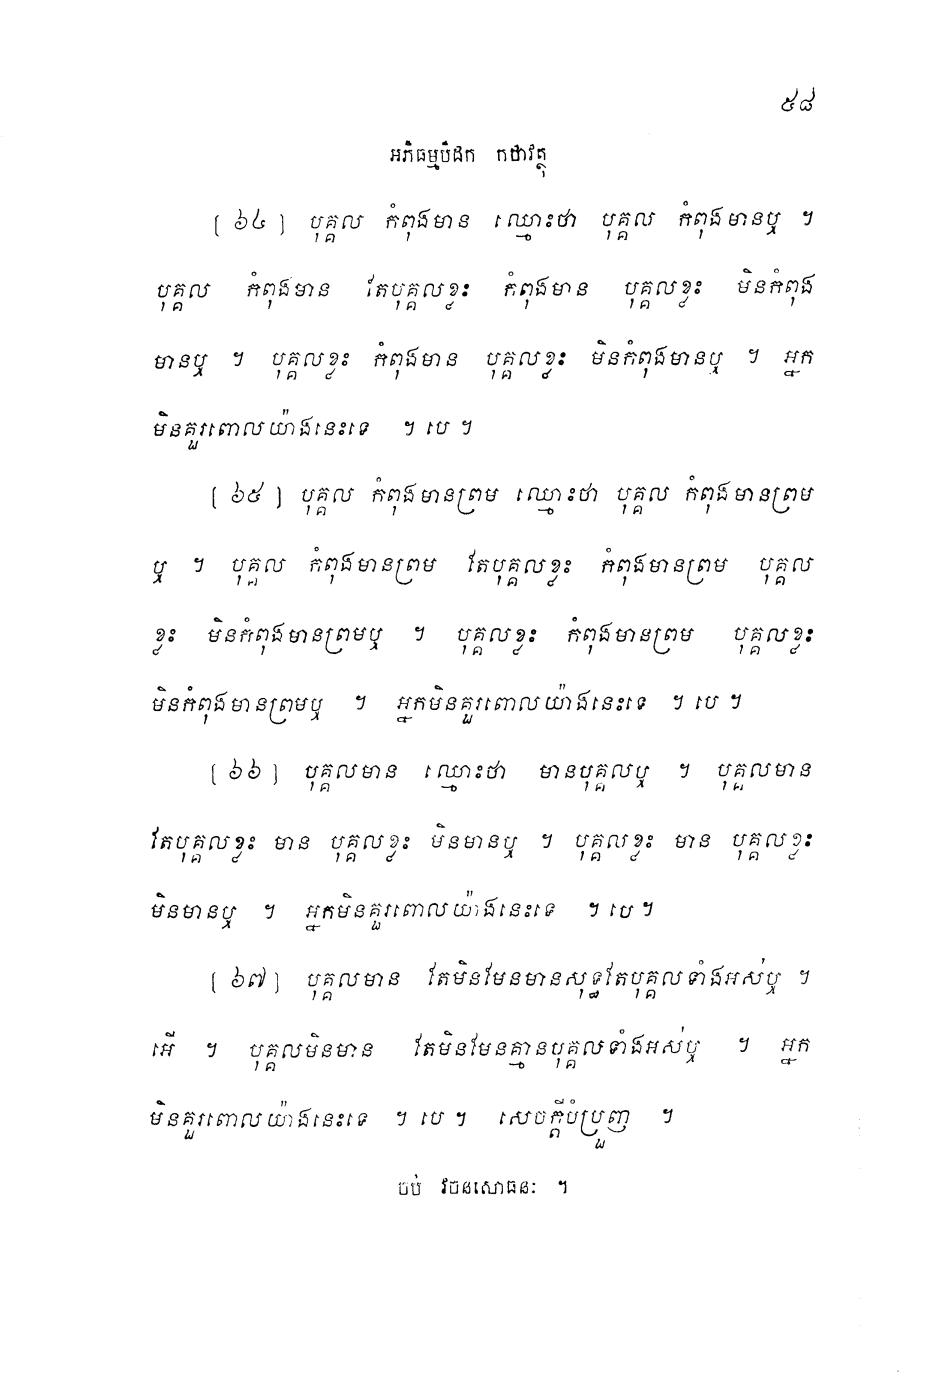 ៥៨
អភិធម្មបិដក កថាវត្ថុ
[ ៦៤ ] បុគ្គល កំពុងមាន ឈ្មោះថា បុគ្គល កំពុងមានឬ ។
បុគ្គល កំពុងមាន តែបុគ្គលខ្លះ កំពុងមាន បុគ្គលខ្លះ មិនកំពុង
មានឬ ។ បុគ្គលខ្លះ កំពុងមាន បុគ្គលខ្លះ មិនកំពុងមានឬ ។ អ្នក
មិនគួរពោលយ៉ាងនេះទេ ។ បេ ។
[ ៦៥ ] បុគ្គល កំពុងមានព្រម ឈ្មោះថា បុគ្គល កំពុងមានព្រម
ឬ ។ បុគ្គល កំពុងមានព្រម តែបុគ្គលខ្លះ កំពុងមានព្រម បុគ្គល
ខ្លះ មិនកំពុងមានព្រមឬ ។ បុគ្គលខ្លះ កំពុងមានព្រម បុគ្គលខ្លះ
មិនកំពុងមានព្រមឬ ។ អ្នកមិនគួរពោលយ៉ាងនេះទេ ។ បេ ។
[ ៦៦ ] បុគ្គលមាន ឈ្មោះថា មានបុគ្គលឬ ។ បុគ្គលមាន
តែបុគ្គលខ្លះ មាន បុគ្គលខ្លះ មិនមានឬ ។ បុគ្គលខ្លះ មាន បុគ្គលខ្លះ
មិនមានឬ ។ អ្នកមិនគួរពោលយ៉ាងនេះទេ ។ បេ ។
[ ៦៧ ] បុគ្គលមាន តែមិនមែនមានសុទ្ធតែបុគ្គលទាំងអស់ឬ ។
អើ ។ បុគ្គលមិនមាន តែមិនមែនគ្មានបុគ្គលទាំងអស់ឬ ។ អ្នក
មិនគួរពោលយ៉ាងនេះទេ ។ បេ ។ សេចក្តីបំប្រួញ ។
ចប់ វចនសោធនៈ ។